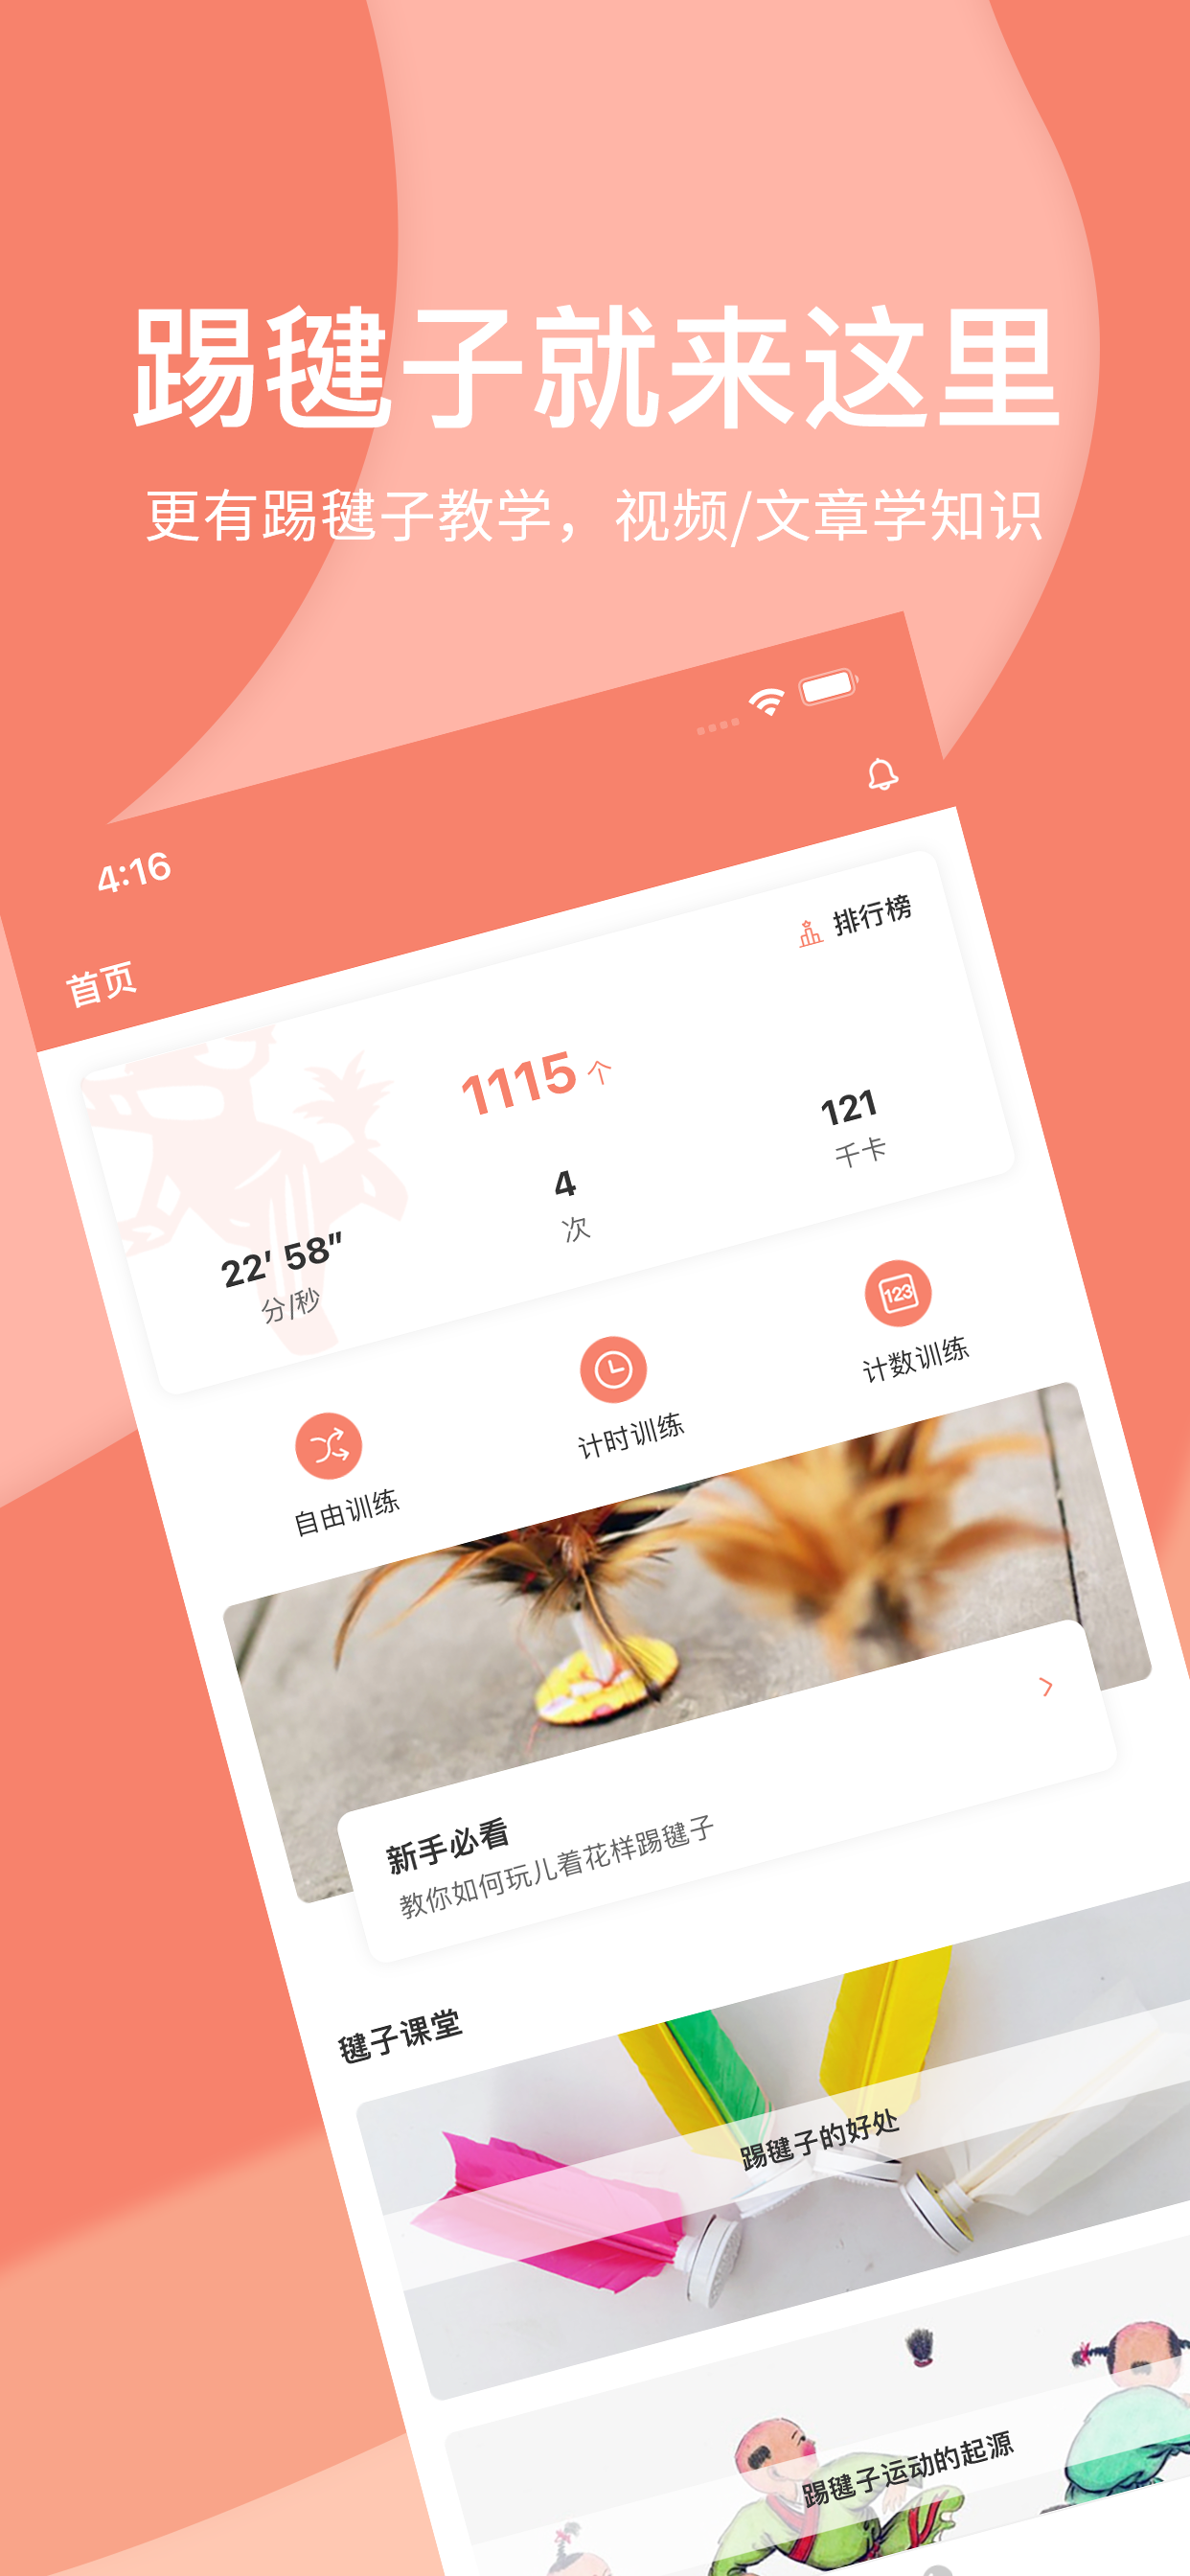 踢毽子就来这里
更有踢毽子教学，视频/文章学知识
4:16
首页
排行榜
1115 个
22′ 58″
分/秒
4
次
121
千卡
自由训练
计时训练
123
计数训练
新手必看
教你如何玩儿着花样踢毽子
毽子课堂
踢毽子的好处
踢毽子运动的起源